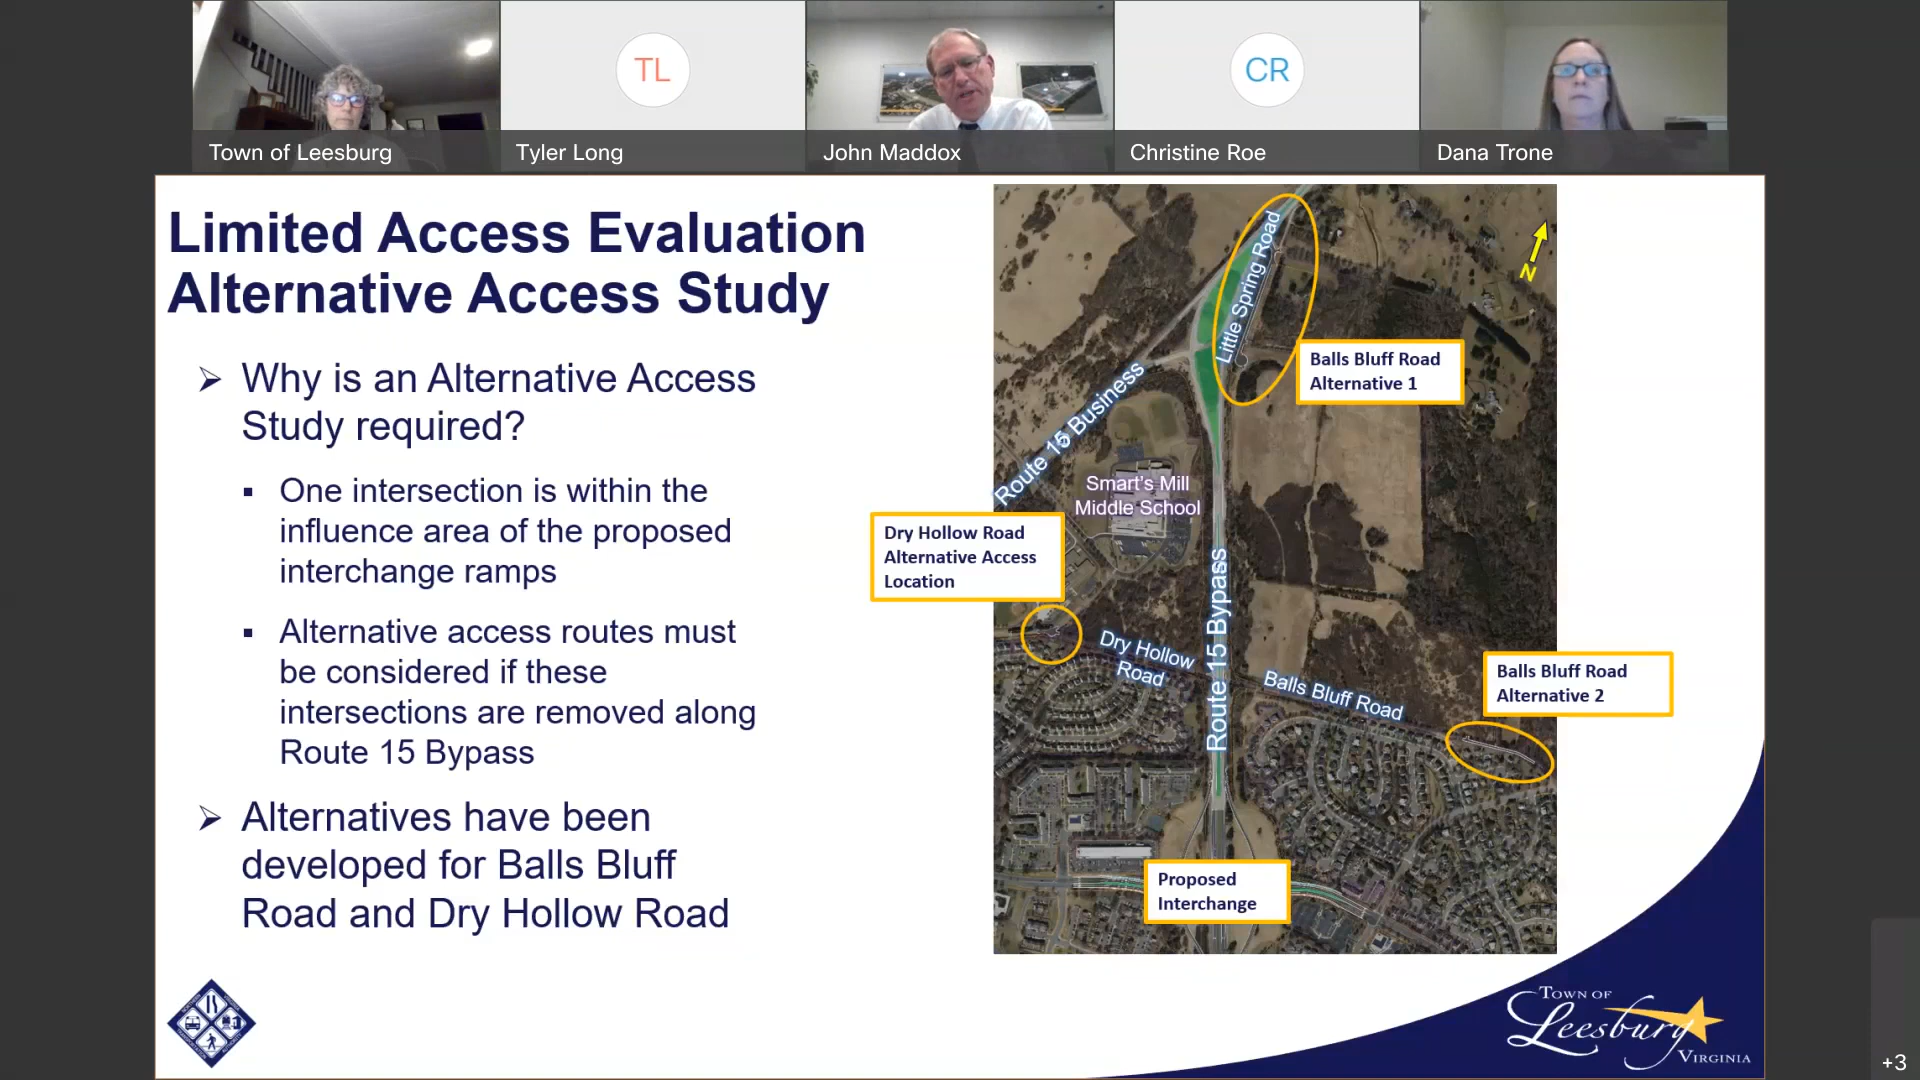 TL
CR
Town of Leesburg
Tyler Long
John Maddox
Christine Roe
Dana Trone
Limited Access Evaluation
Alternative Access Study
➢ Why is an Alternative Access
Study required?
▪ One intersection is within the
influence area of the proposed
interchange ramps
▪ Alternative access routes must
be considered if these
intersections are removed along
Route 15 Bypass
➢ Alternatives have been
developed for Balls Bluff
Road and Dry Hollow Road
Little Spring Road
N
Balls Bluff Road
Alternative 1
Route 15 Business
Smart's Mill
Middle School
Dry Hollow Road
Alternative Access
Location
Route 15 Bypass
Dry Hollow
Road
Balls Bluff Road
Balls Bluff Road
Alternative 2
Proposed
Interchange
Town of
Leesburg
Virginia
+3